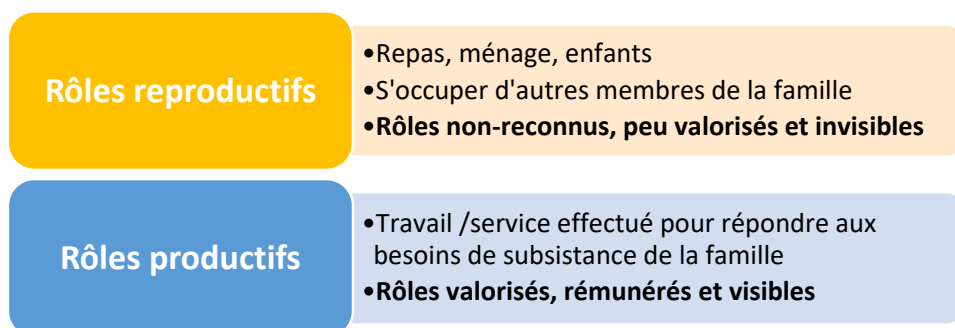 Rôles reproductifs
•Repas, ménage, enfants
•S'occuper d'autres membres de la famille
•Rôles non-reconnus, peu valorisés et invisibles
Rôles productifs
•Travail /service effectué pour répondre aux
besoins de subsistance de la famille
•Rôles valorisés, rémunérés et visibles